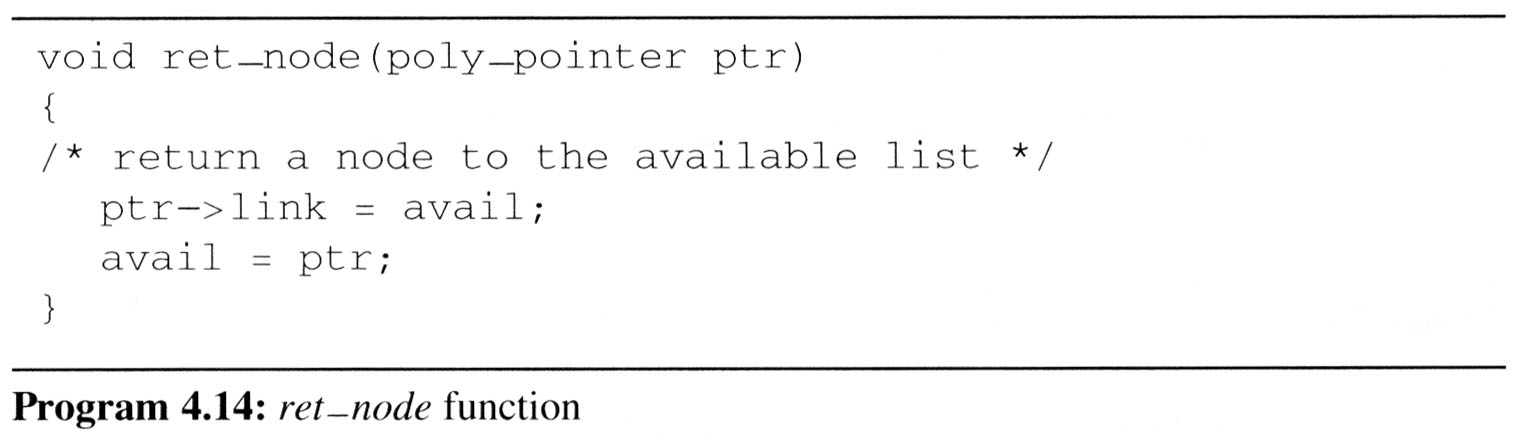 void ret_node(poly_pointer ptr)
{
/* return a node to the available list */
ptr->link = avail;
avail = ptr;
}
Program 4.14: ret_node function